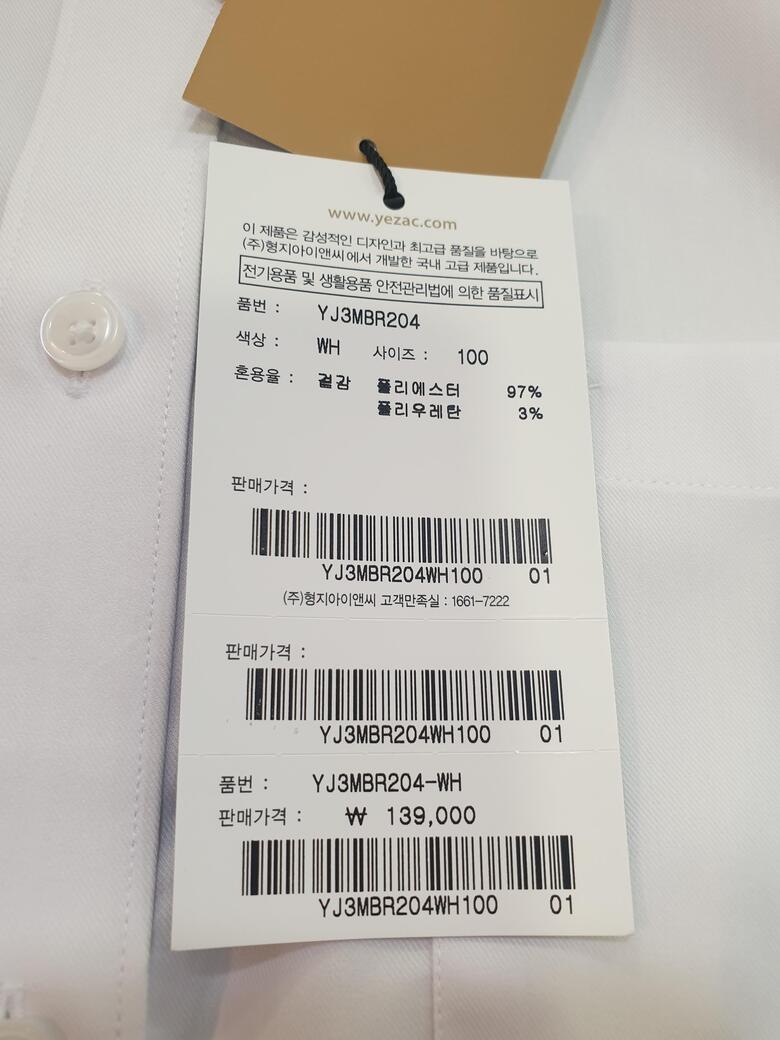 www.yezac.com
이 제품은 감성적인 디자인과 최고급 품질을 바탕으로
(주)형지아이앤씨에서 개발한 국내 고급 제품입니다.
전기용품 및 생활용품 안전관리법에 의한 품질표시
품번 : YJ3MBR204
색상 : WH 사이즈 : 100
혼용율 : 겉감 폴리에스터 97%
폴리우레탄 3%
판매가격 :
YJ3MBR204WH100 01
(주)형지아이앤씨 고객만족실 : 1661-7222
판매가격 :
YJ3MBR204WH100 01
품번 : YJ3MBR204-WH
판매가격 : ₩ 139,000
YJ3MBR204WH100 01